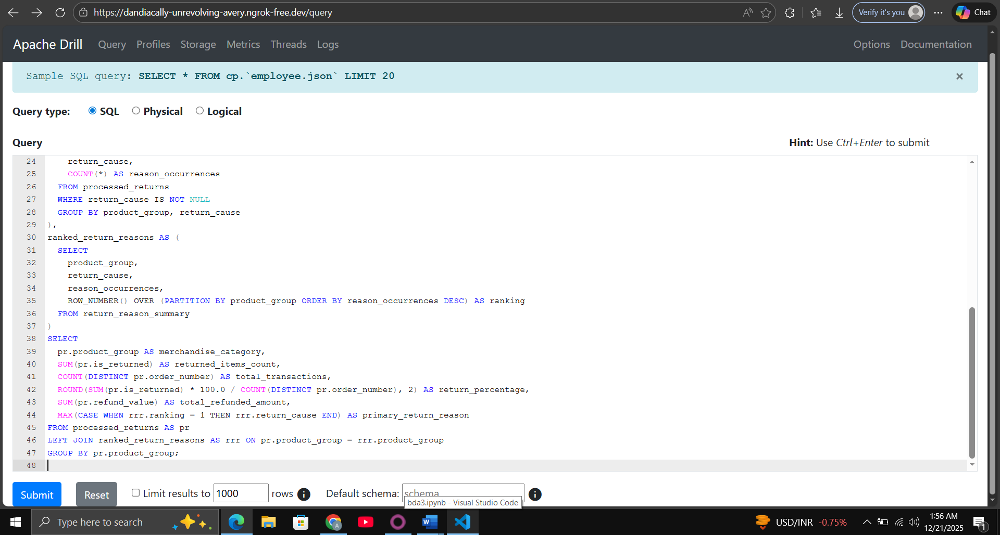 https://dandiacally-unrevolving-avery.ngrok-free.dev/query
Verify it's you
Chat
Apache Drill Query Profiles Storage Metrics Threads Logs Options Documentation
Sample SQL query: SELECT * FROM cp.`employee.json` LIMIT 20 ×
Query type: SQL Physical Logical
Query Hint: Use Ctrl+Enter to submit
24 return_cause,
25 COUNT(*) AS reason_occurrences
26 FROM processed_returns
27 WHERE return_cause IS NOT NULL
28 GROUP BY product_group, return_cause
29 ),
30 ranked_return_reasons AS (
31 SELECT
32 product_group,
33 return_cause,
34 reason_occurrences,
35 ROW_NUMBER() OVER (PARTITION BY product_group ORDER BY reason_occurrences DESC) AS ranking
36 FROM return_reason_summary
37 )
38 SELECT
39 pr.product_group AS merchandise_category,
40 SUM(pr.is_returned) AS returned_items_count,
41 COUNT(DISTINCT pr.order_number) AS total_transactions,
42 ROUND(SUM(pr.is_returned) * 100.0 / COUNT(DISTINCT pr.order_number), 2) AS return_percentage,
43 SUM(pr.refund_value) AS total_refunded_amount,
44 MAX(CASE WHEN rrr.ranking = 1 THEN rrr.return_cause END) AS primary_return_reason
45 FROM processed_returns AS pr
46 LEFT JOIN ranked_return_reasons AS rrr ON pr.product_group = rrr.product_group
47 GROUP BY pr.product_group;
48
Submit Reset Limit results to 1000 rows Default schema: schema
bda3.ipynb - Visual Studio Code
Type here to search
USD/INR -0.75%
1:56 AM
12/21/2025
1